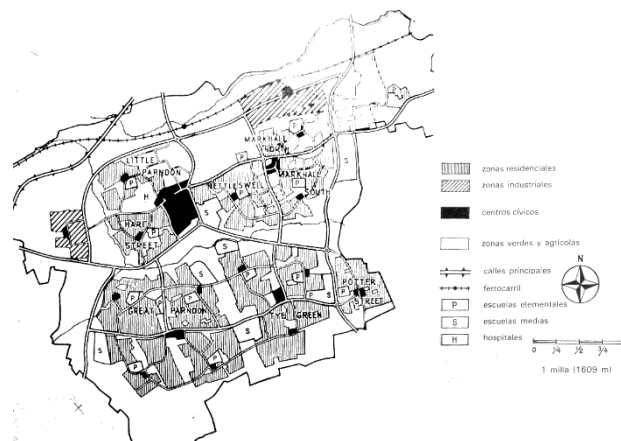 P
MARKHALL
NORTH
P
LITTLE
PARNDON
P
P
MARKHALL
SOUTH
S
NETTLESWELL
P
P
H
S
HARE
STREET
P
S
S
P
P
P
P
GREAT PARNDON
TYE GREEN
P
S
POTTER
STREET
P
S
S
S
P
P
P
zonas residenciales
zonas industriales
centros cívicos
zonas verdes y agrícolas
N
calles principales
ferrocarril
P escuelas elementales
S escuelas medias
H hospitales
0 1/4 1/2 3/4
1 milla (1609 m)